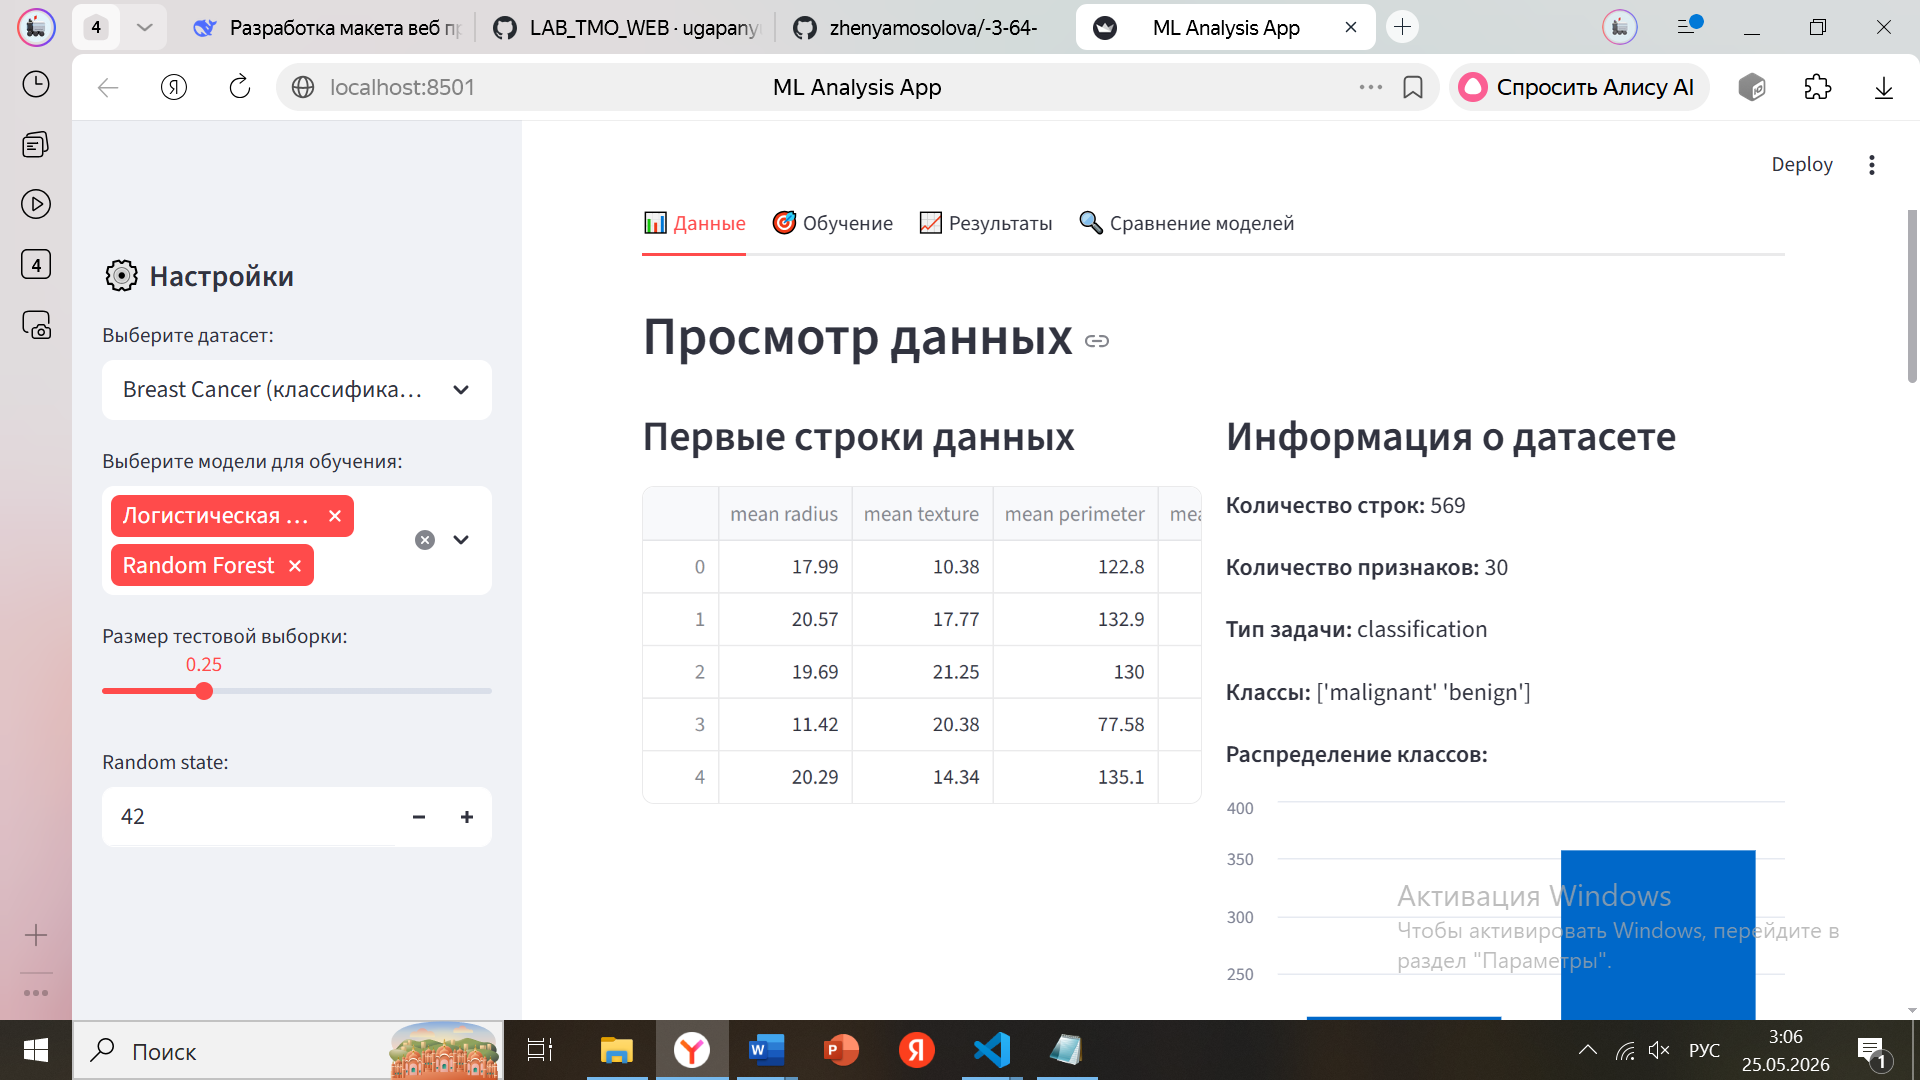 4
Разработка макета веб п
LAB_TMO_WEB · ugapany
zhenyamosolova/-3-64-
ML Analysis App
localhost:8501
ML Analysis App
Спросить Алису AI
4
Deploy
Данные
Обучение
Результаты
Сравнение моделей
Настройки
Выберите датасет:
Breast Cancer (классифика...
Выберите модели для обучения:
Логистическая ...
Random Forest
Размер тестовой выборки:
0.25
Random state:
42
Просмотр данных
Первые строки данных
mean radius mean texture mean perimeter mea
0 17.99 10.38 122.8
1 20.57 17.77 132.9
2 19.69 21.25 130
3 11.42 20.38 77.58
4 20.29 14.34 135.1
Информация о датасете
Количество строк: 569
Количество признаков: 30
Тип задачи: classification
Классы: ['malignant' 'benign']
Распределение классов:
400
350
300
250
Активация Windows
Чтобы активировать Windows, перейдите в
раздел "Параметры".
Поиск
РУС
3:06
25.05.2026
1